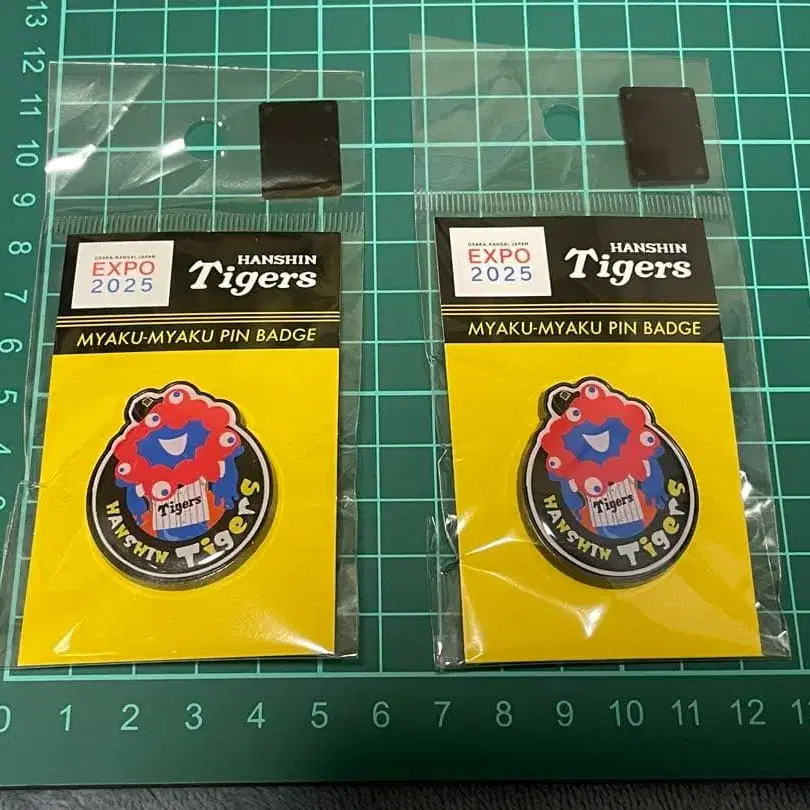 OSAKA, KANSAI, JAPAN
EXPO
2025
HANSHIN
Tigers
MYAKU-MYAKU PIN BADGE
Tigers
HANSHIN Tigers
OSAKA, KANSAI, JAPAN
EXPO
2025
HANSHIN
Tigers
MYAKU-MYAKU PIN BADGE
Tigers
HANSHIN Tigers
13
12
11
10
9
8
7
6
5
4
0 1 2 3 4 5 6 7 8 9 10 11 12 13